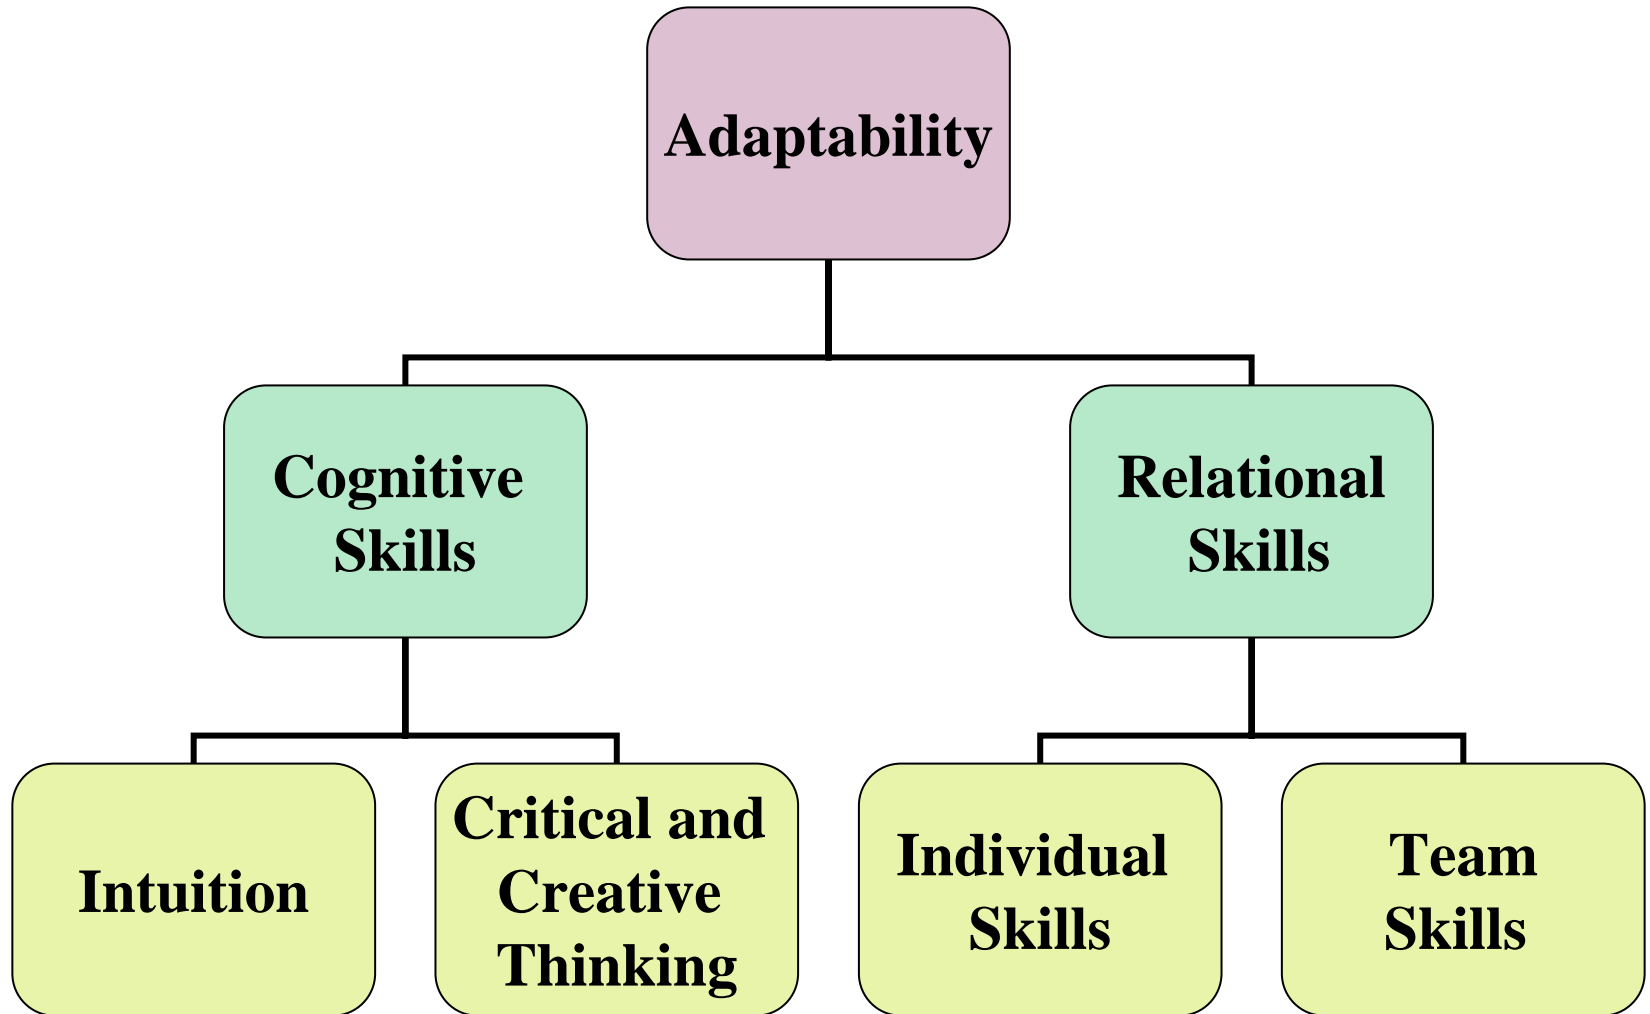 Adaptability
Cognitive
Skills
Relational
Skills
Intuition
Critical and
Creative
Thinking
Individual
Skills
Team
Skills